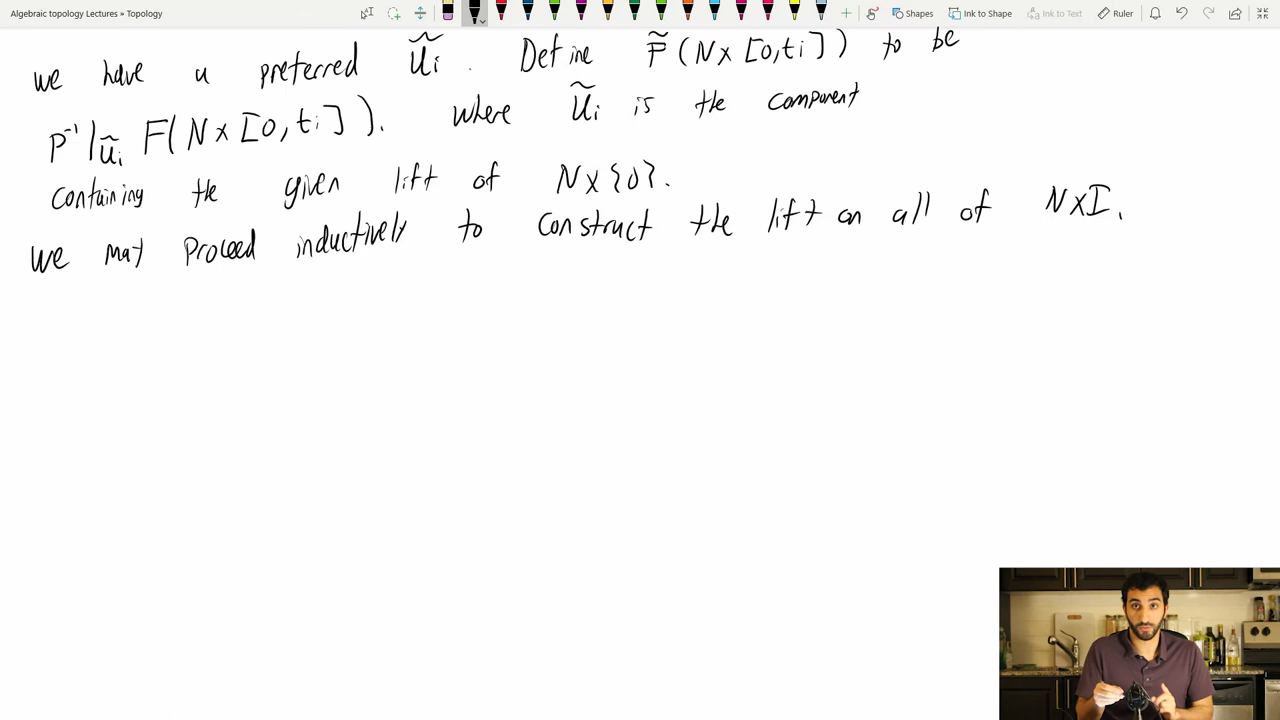 Algebraic topology Lectures » Topology
Shapes
Ink to Shape
Ink to Text
Ruler
we have a preferred Ũi. Define F̃(N×[0,ti]) to be
p⁻¹|Ũi F(N×[0,ti]). where Ũi is the component
containing the given lift of N×{0}.
we may proceed inductively to construct the lift on all of N×I.